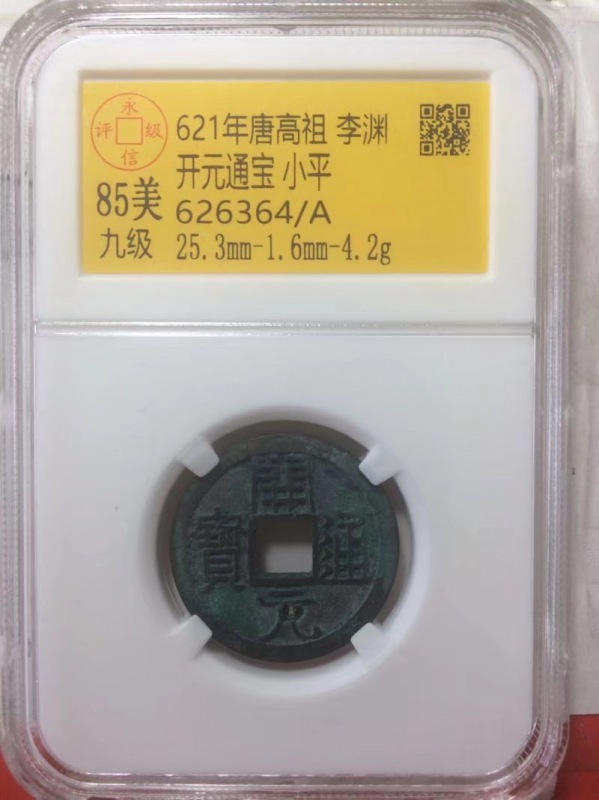 永
评 级
信
85美
九级
621年唐高祖 李渊
开元通宝 小平
626364/A
25.3mm-1.6mm-4.2g
開
寶 通
元